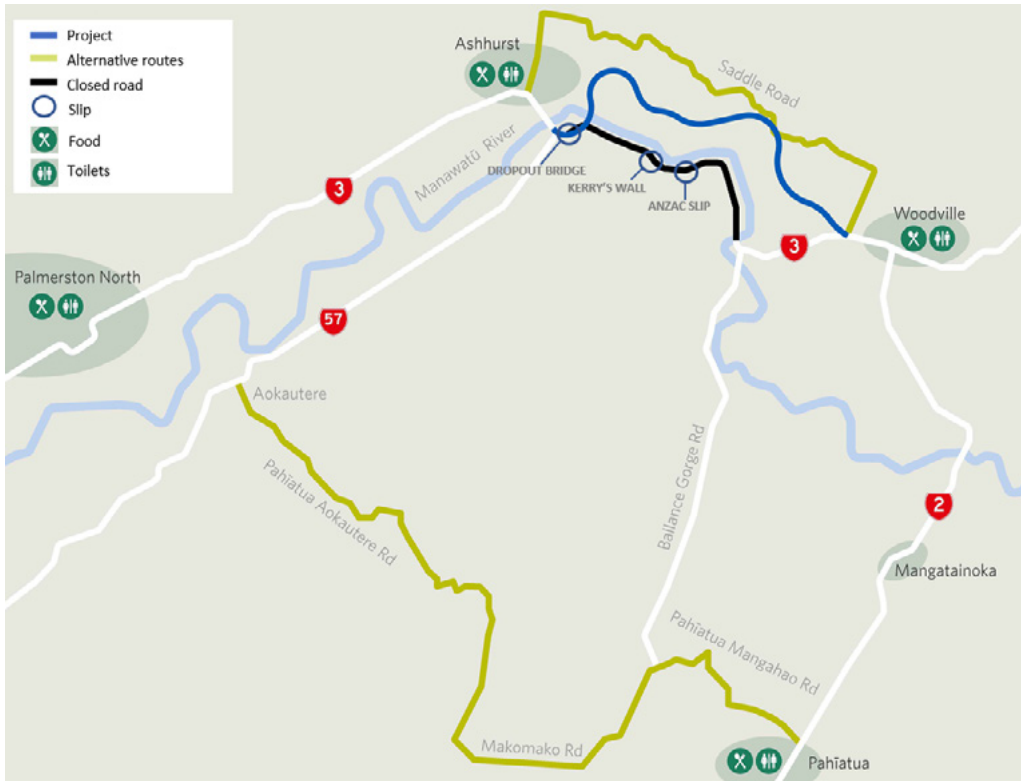 Project
Alternative routes
Closed road
Slip
Food
Toilets
Ashhurst
Saddle Road
Manawatū River
DROPOUT BRIDGE
KERRY'S WALL
ANZAC SLIP
3
Woodville
3
Palmerston North
57
Aokautere
Pahīatua Aokautere Rd
Ballance Gorge Rd
2
Mangatainoka
Pahīatua Mangahao Rd
Makomako Rd
Pahīatua